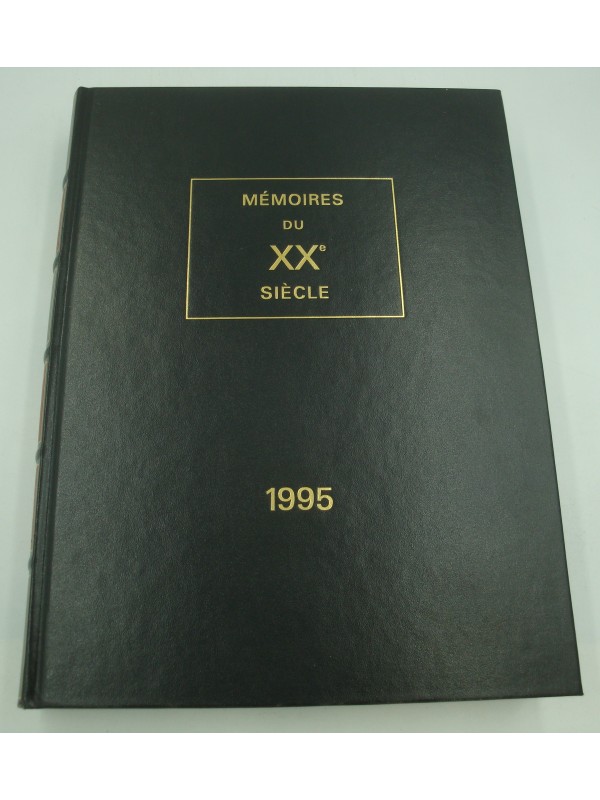 MÉMOIRES
DU
XXe
SIÈCLE
1995